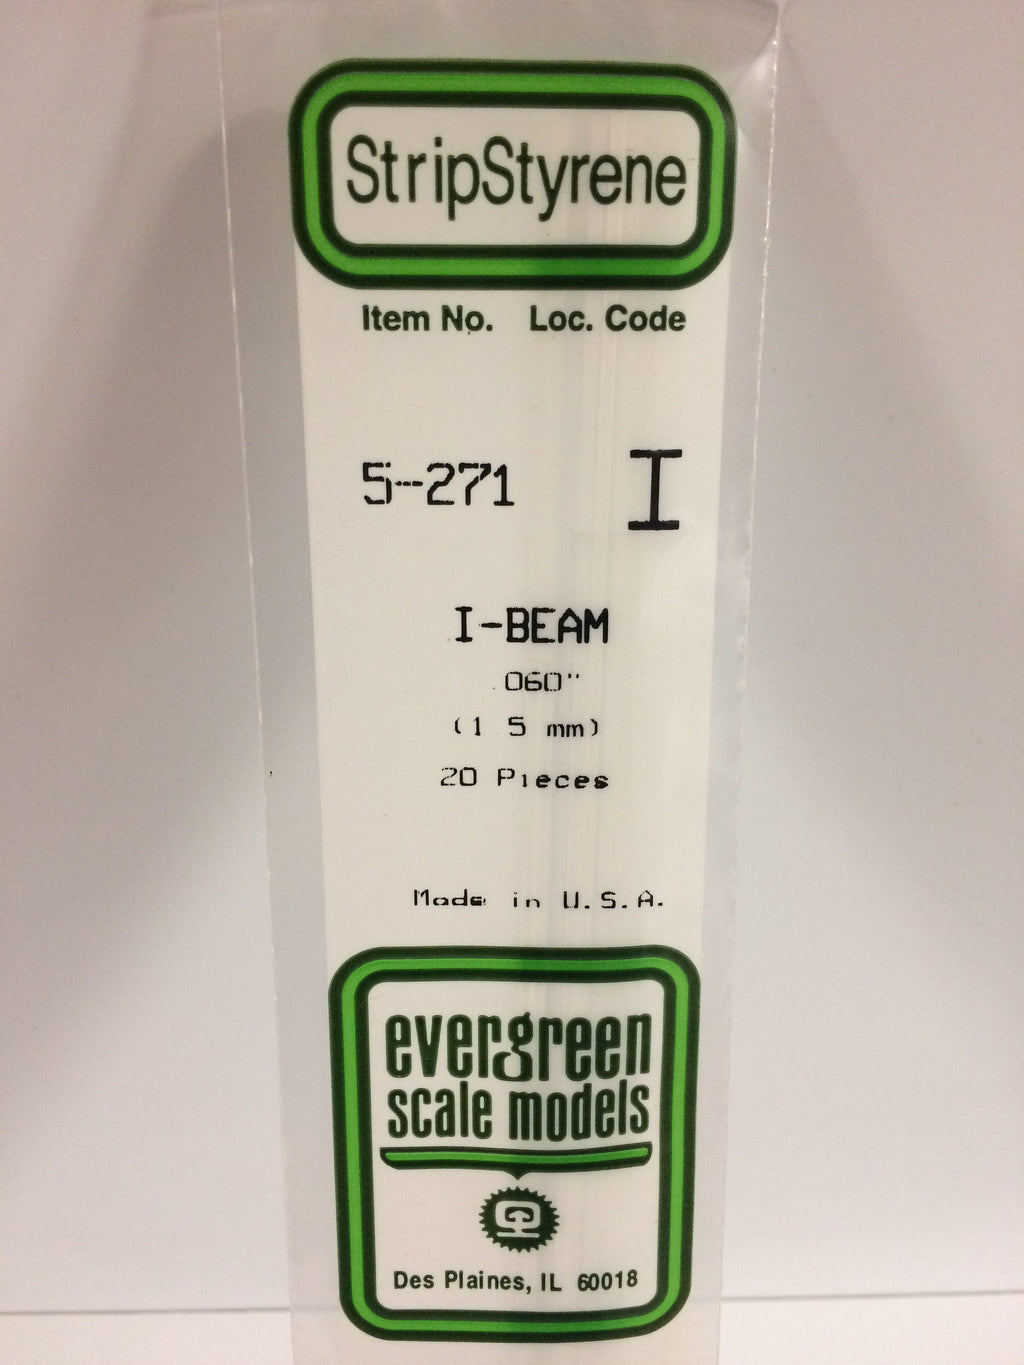 StripStyrene
Item No. Loc. Code
5-271 I
I-BEAM
.060"
(1 5 mm)
20 Pieces
Made in U.S.A.
evergreen
scale models
Des Plaines, IL 60018